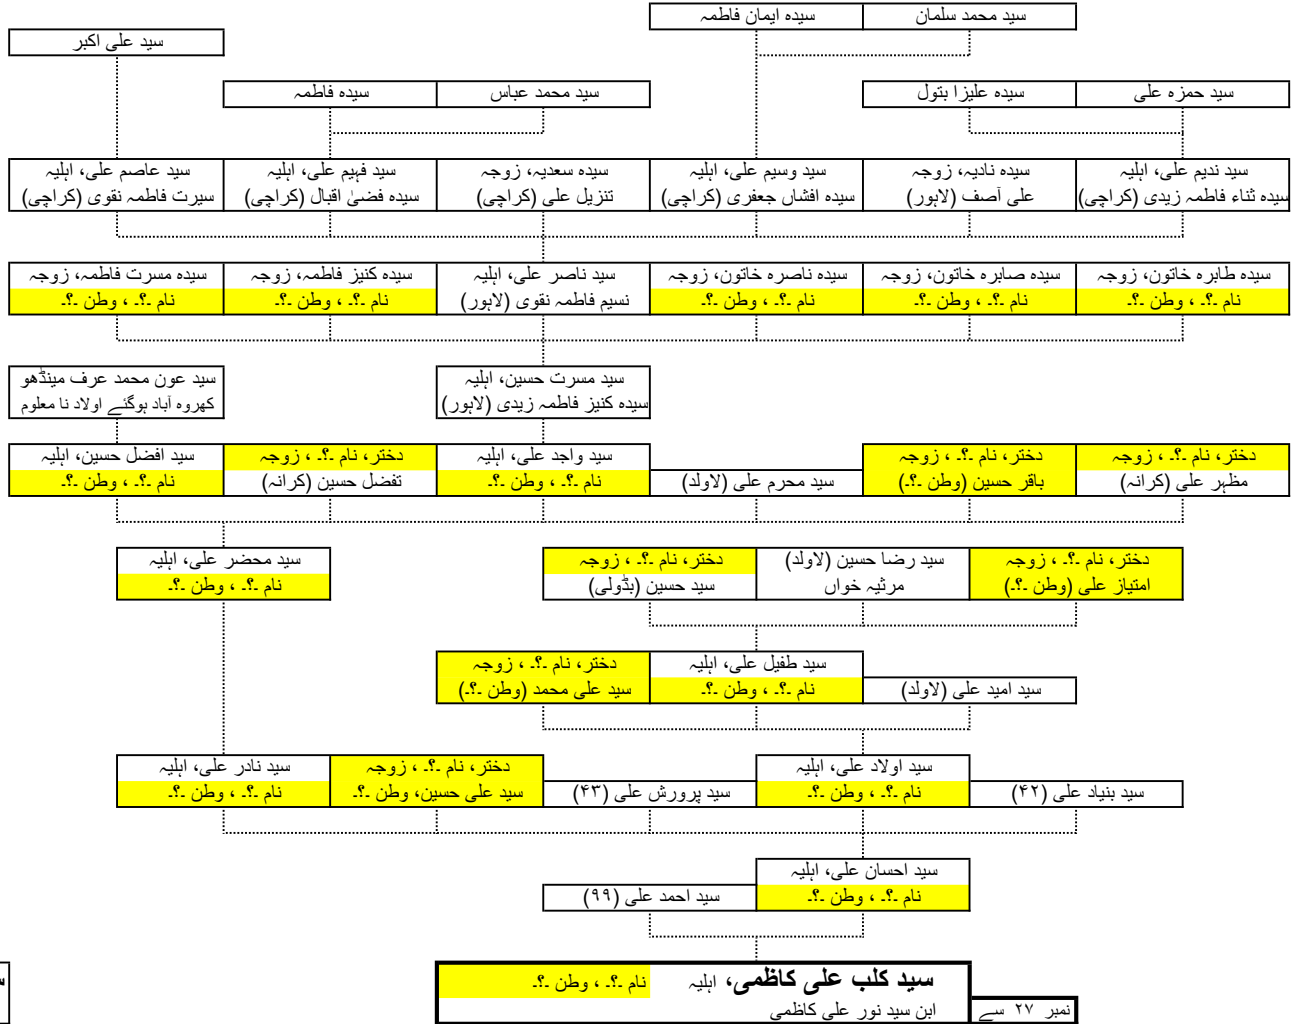 سید محمد سلمان
سیدہ ایمان فاطمہ
سید علی اکبر
سید حمزہ علی
سیدہ علیزا بتول
سید محمد عباس
سیدہ فاطمہ
سید ندیم علی، اہلیہ
سیدہ ثناء فاطمہ زیدی (کراچی)
سیدہ نادیہ، زوجہ
علی آصف (لاہور)
سید وسیم علی، اہلیہ
سیدہ افشاں جعفری (کراچی)
سیدہ سعدیہ، زوجہ
تنزیل علی (کراچی)
سید فہیم علی، اہلیہ
سیدہ فضیٰ اقبال (کراچی)
سید عاصم علی، اہلیہ
سیرت فاطمہ نقوی (کراچی)
سیدہ طاہرہ خاتون، زوجہ
نام ۔؟۔ ، وطن ۔؟۔
سیدہ صابرہ خاتون، زوجہ
نام ۔؟۔ ، وطن ۔؟۔
سیدہ ناصرہ خاتون، زوجہ
نام ۔؟۔ ، وطن ۔؟۔
سید ناصر علی، اہلیہ
نسیم فاطمہ نقوی (لاہور)
سیدہ کنیز فاطمہ، زوجہ
نام ۔؟۔ ، وطن ۔؟۔
سیدہ مسرت فاطمہ، زوجہ
نام ۔؟۔ ، وطن ۔؟۔
سید مسرت حسین، اہلیہ
سیدہ کنیز فاطمہ زیدی (لاہور)
سید عون محمد عرف مینڈھو
کھروہ آباد ہوگئے اولاد نا معلوم
دختر، نام ۔؟۔ ، زوجہ
مظہر علی (کرانہ)
دختر، نام ۔؟۔ ، زوجہ
باقر حسین (وطن ۔؟۔)
سید محرم علی (لاولد)
سید واجد علی، اہلیہ
نام ۔؟۔ ، وطن ۔؟۔
دختر، نام ۔؟۔ ، زوجہ
تفضل حسین (کرانہ)
سید افضل حسین، اہلیہ
نام ۔؟۔ ، وطن ۔؟۔
دختر، نام ۔؟۔ ، زوجہ
امتیاز علی (وطن ۔؟۔)
سید رضا حسین (لاولد)
مرثیہ خواں
دختر، نام ۔؟۔ ، زوجہ
سید حسین (بڈولی)
سید محضر علی، اہلیہ
نام ۔؟۔ ، وطن ۔؟۔
سید امید علی (لاولد)
سید طفیل علی، اہلیہ
نام ۔؟۔ ، وطن ۔؟۔
دختر، نام ۔؟۔ ، زوجہ
سید علی محمد (وطن ۔؟۔)
سید بنیاد علی (۴۲)
سید اولاد علی، اہلیہ
نام ۔؟۔ ، وطن ۔؟۔
سید پرورش علی (۴۳)
دختر، نام ۔؟۔ ، زوجہ
سید علی حسین، وطن ۔؟۔
سید نادر علی، اہلیہ
نام ۔؟۔ ، وطن ۔؟۔
سید احسان علی، اہلیہ
نام ۔؟۔ ، وطن ۔؟۔
سید احمد علی (۹۹)
نمبر ۲۷ سے
سید کلب علی کاظمی، اہلیہ نام ۔؟۔ ، وطن ۔؟۔
ابن سید نور علی کاظمی